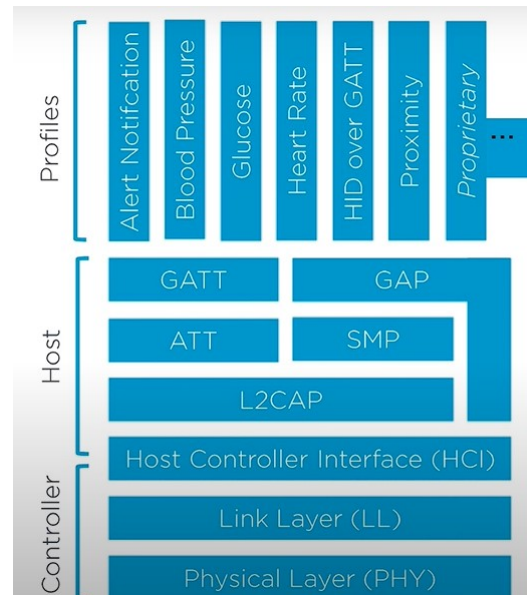 Profiles
Alert Notifcation
Blood Pressure
Glucose
Heart Rate
HID over GATT
Proximity
Proprietary
...
Host
GATT
GAP
ATT
SMP
L2CAP
Host Controller Interface (HCI)
Controller
Link Layer (LL)
Physical Layer (PHY)